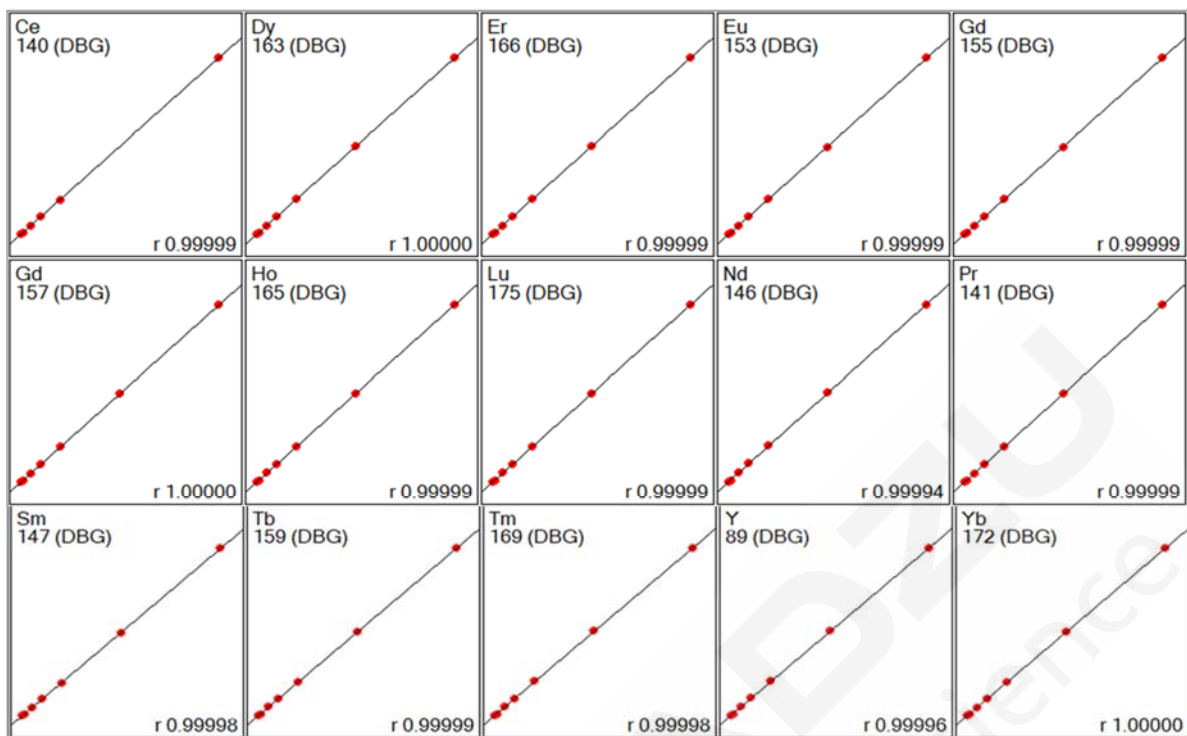 Ce
140 (DBG)
r 0.99999
Dy
163 (DBG)
r 1.00000
Er
166 (DBG)
r 0.99999
Eu
153 (DBG)
r 0.99999
Gd
155 (DBG)
r 0.99999
Gd
157 (DBG)
r 1.00000
Ho
165 (DBG)
r 0.99999
Lu
175 (DBG)
r 0.99999
Nd
146 (DBG)
r 0.99994
Pr
141 (DBG)
r 0.99999
Sm
147 (DBG)
r 0.99998
Tb
159 (DBG)
r 0.99999
Tm
169 (DBG)
r 0.99998
Y
89 (DBG)
r 0.99996
Yb
172 (DBG)
r 1.00000